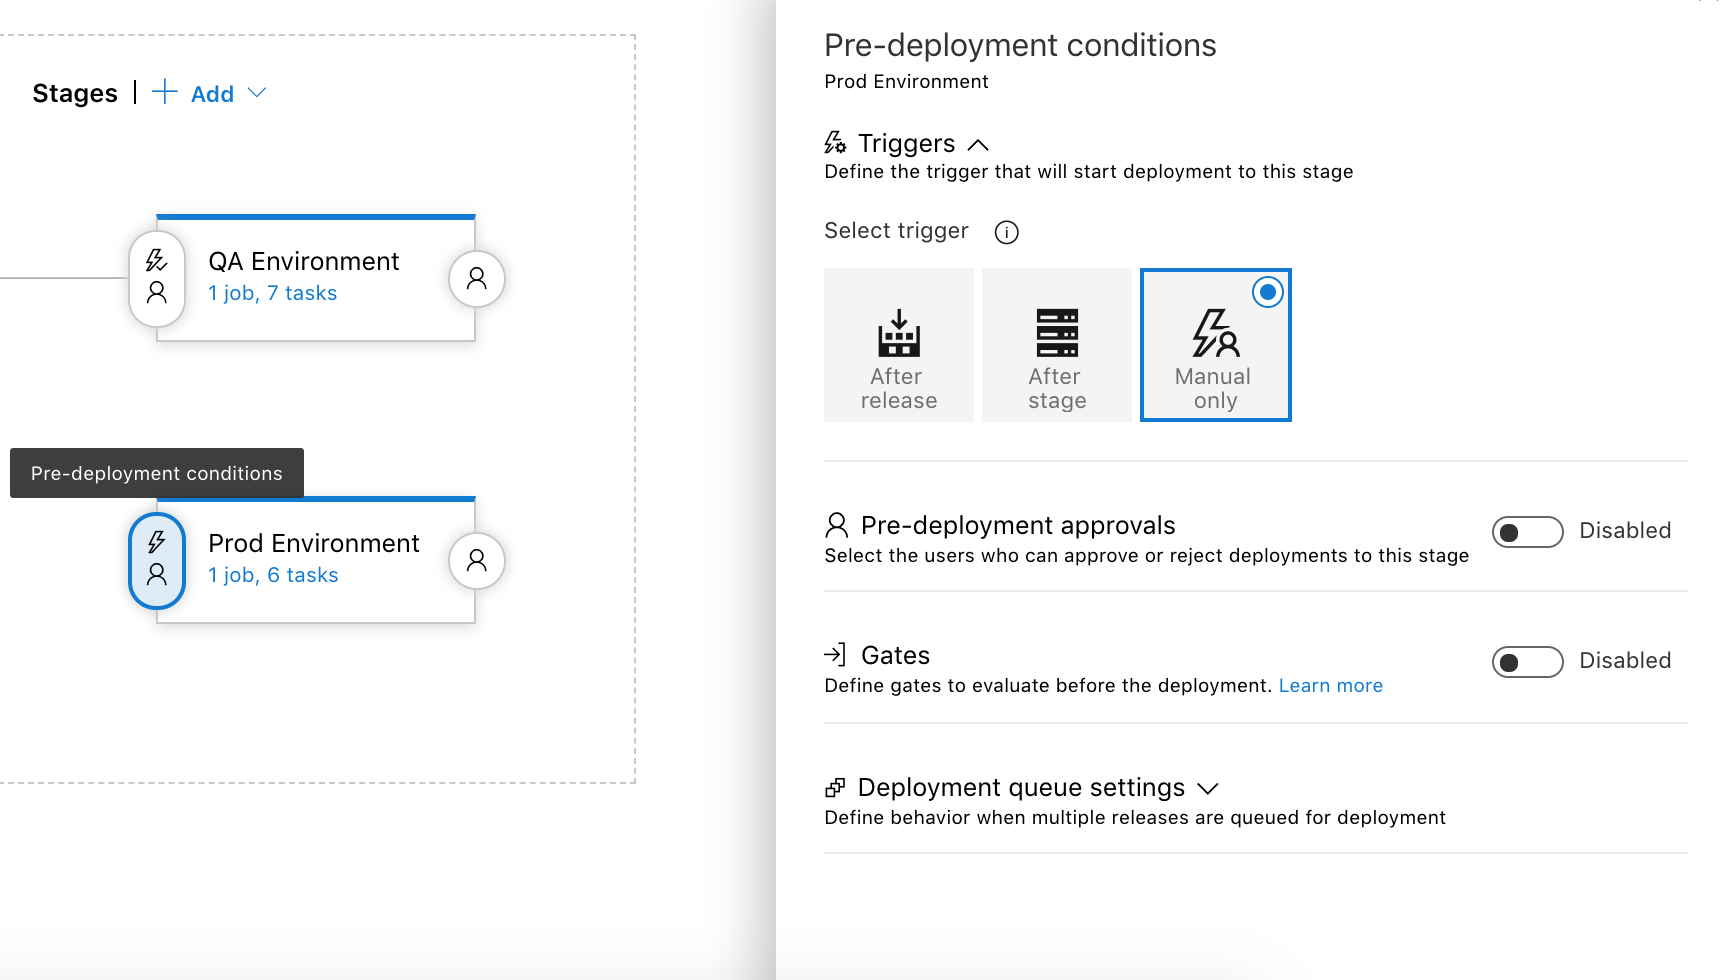 Stages | + Add
QA Environment
1 job, 7 tasks
Pre-deployment conditions
Prod Environment
1 job, 6 tasks
Pre-deployment conditions
Prod Environment
Triggers
Define the trigger that will start deployment to this stage
Select trigger
After
release
After
stage
Manual
only
Pre-deployment approvals
Disabled
Select the users who can approve or reject deployments to this stage
Gates
Disabled
Define gates to evaluate before the deployment. Learn more
Deployment queue settings
Define behavior when multiple releases are queued for deployment